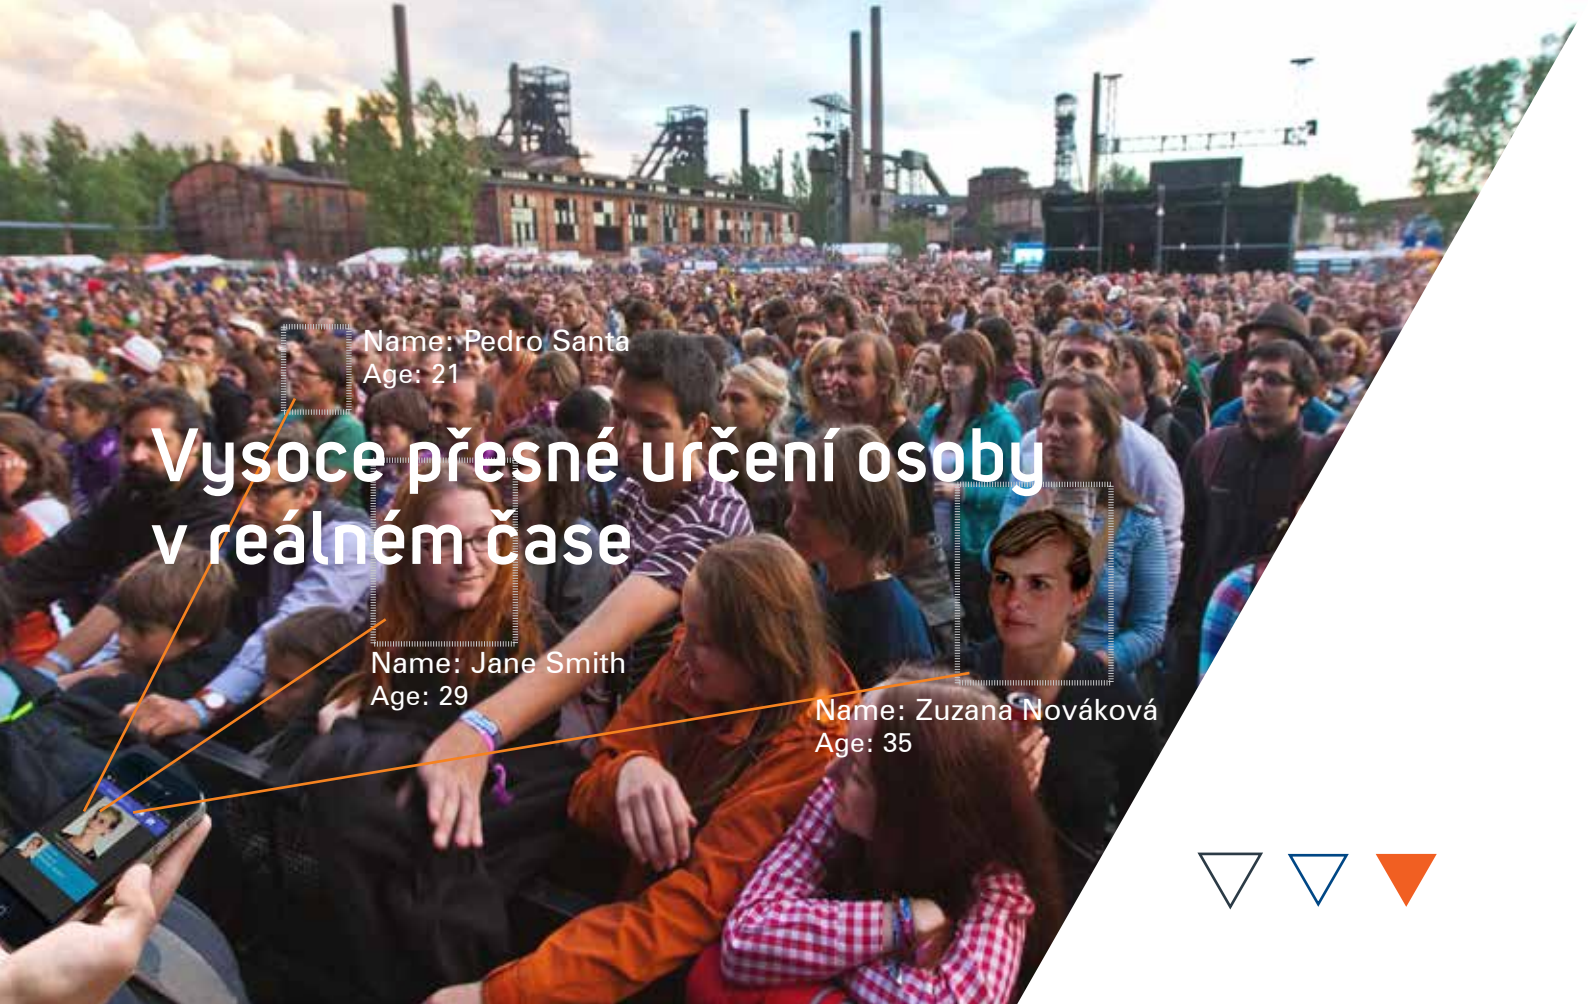 Name: Pedro Santa
Age: 21
Vysoce přesné určení osoby
v reálném čase
Name: Jane Smith
Age: 29
Name: Zuzana Nováková
Age: 35